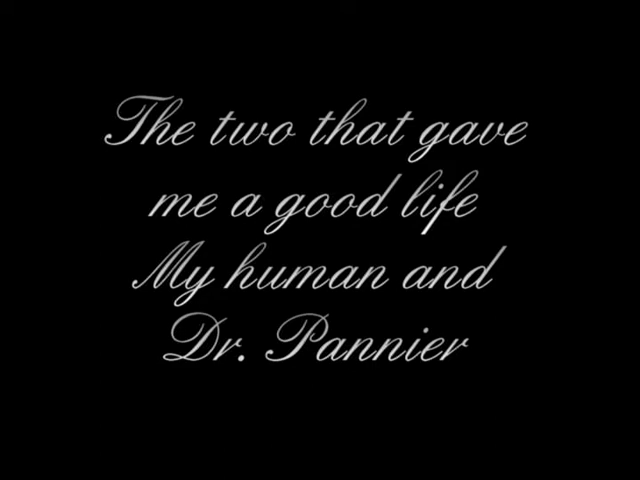 The two that gave
me a good life
My human and
Dr. Pannier